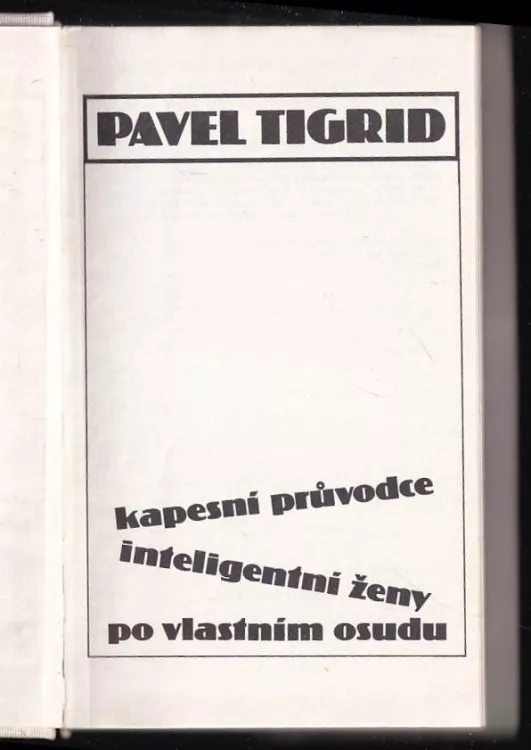 PAVEL TIGRID
kapesní průvodce
inteligentní ženy
po vlastním osudu